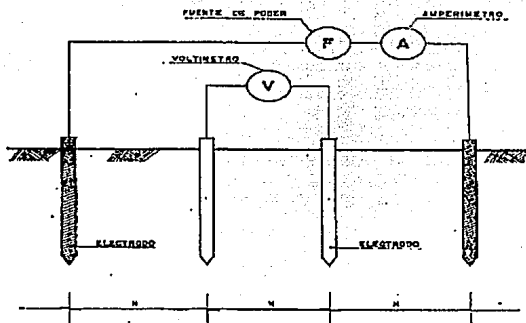 FUENTE DE PODER
AMPERIMETRO
F
A
VOLTIMETRO
V
ELECTRODO
ELECTRODO